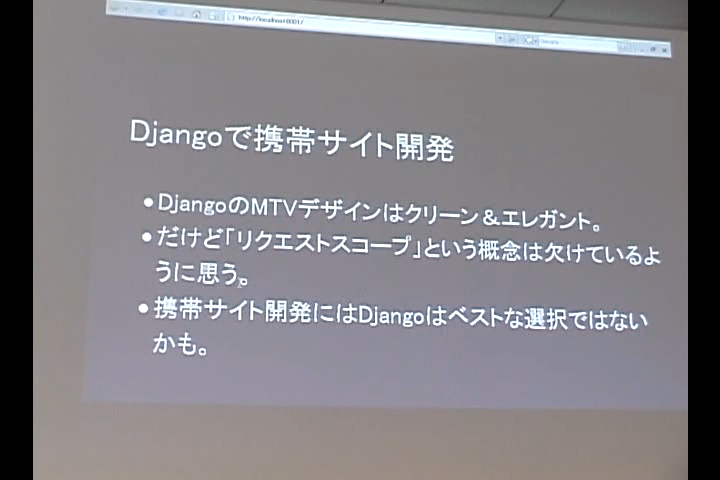 http://localhost:8001/
Djangoで携帯サイト開発
●DjangoのMTVデザインはクリーン＆エレガント。
●だけど「リクエストスコープ」という概念は欠けているよ
うに思う。
●携帯サイト開発にはDjangoはベストな選択ではない
かも。